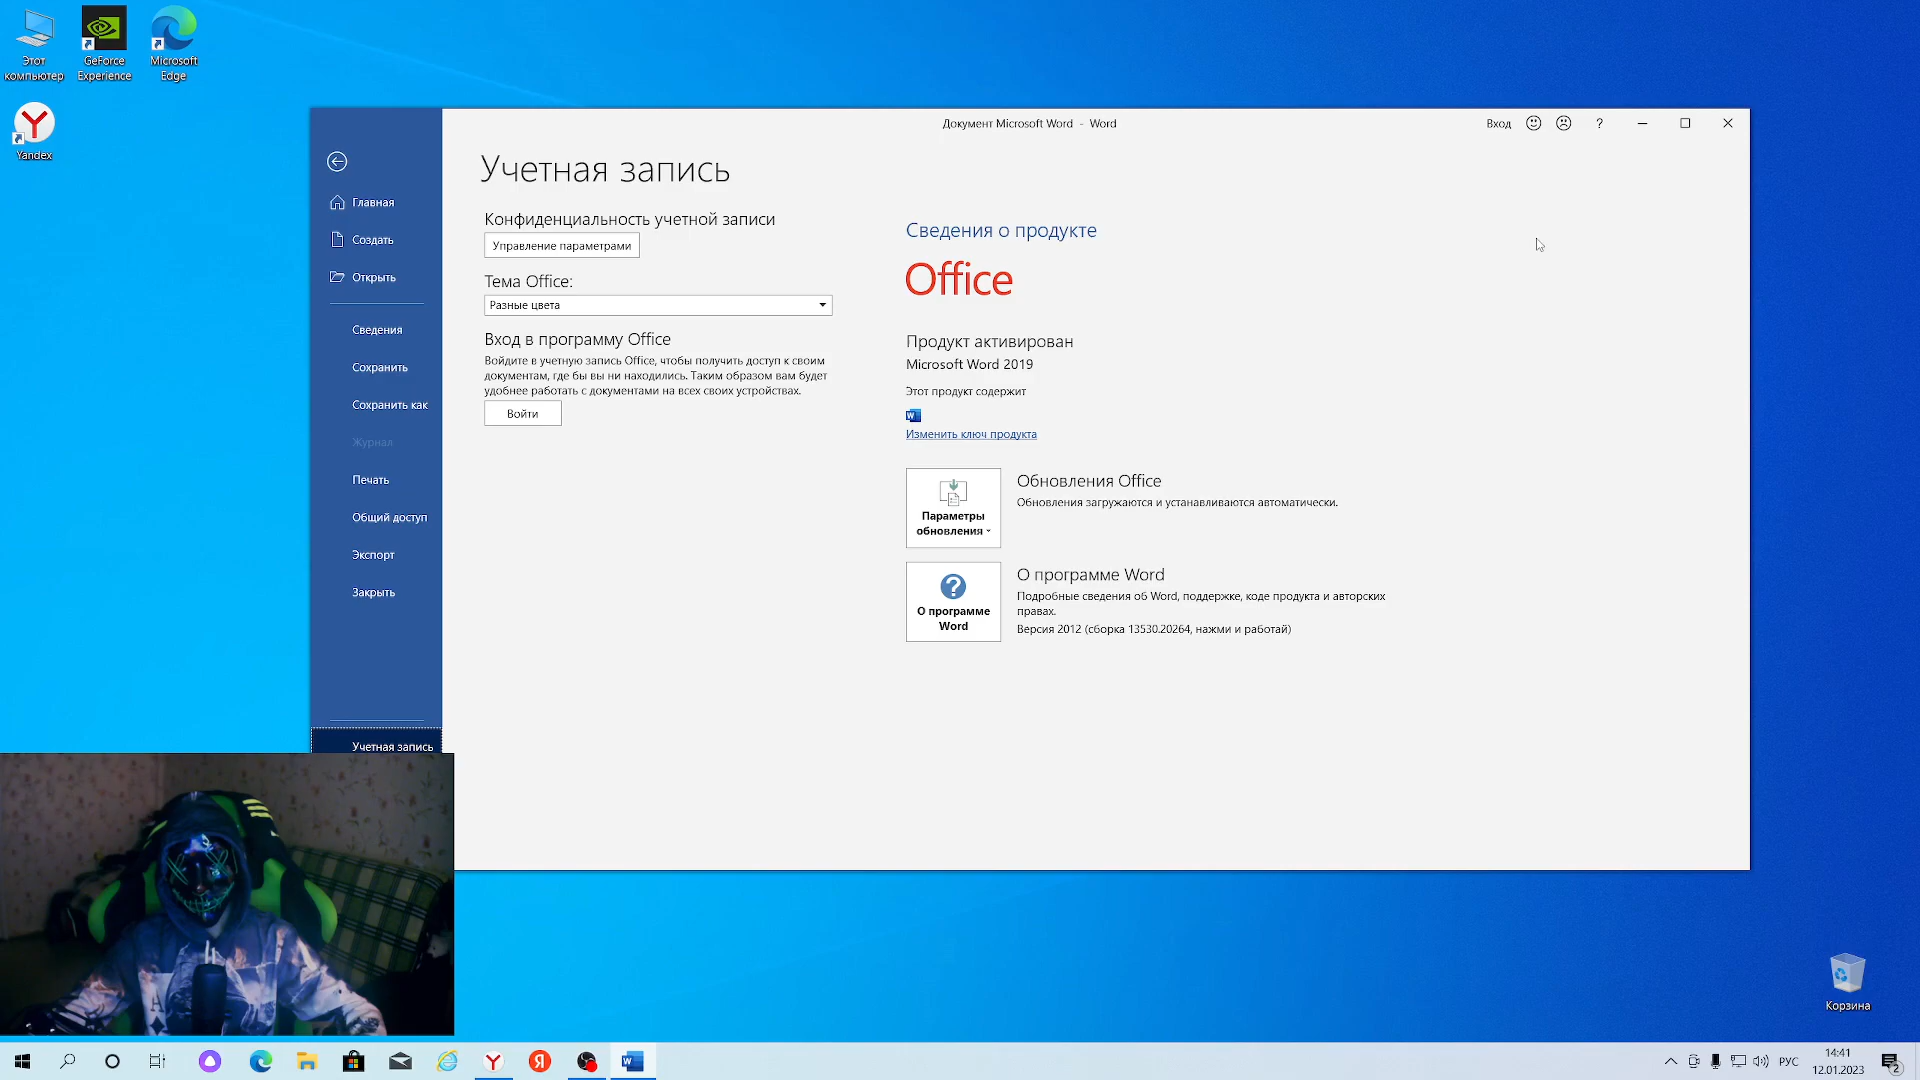 Этот
компьютер
GeForce
Experience
Microsoft
Edge
Yandex
Документ Microsoft Word - Word
Вход
?
Учетная запись
Главная
Создать
Открыть
Сведения
Сохранить
Сохранить как
Журнал
Печать
Общий доступ
Экспорт
Закрыть
Учетная запись
Конфиденциальность учетной записи
Управление параметрами
Тема Office:
Разные цвета
Вход в программу Office
Войдите в учетную запись Office, чтобы получить доступ к своим
документам, где бы вы ни находились. Таким образом вам будет
удобнее работать с документами на всех своих устройствах.
Войти
Сведения о продукте
Office
Продукт активирован
Microsoft Word 2019
Этот продукт содержит
Изменить ключ продукта
Параметры
обновления
Обновления Office
Обновления загружаются и устанавливаются автоматически.
О программе
Word
О программе Word
Подробные сведения об Word, поддержке, коде продукта и авторских
правах.
Версия 2012 (сборка 13530.20264, нажми и работай)
Корзина
РУС
14:41
12.01.2023
2